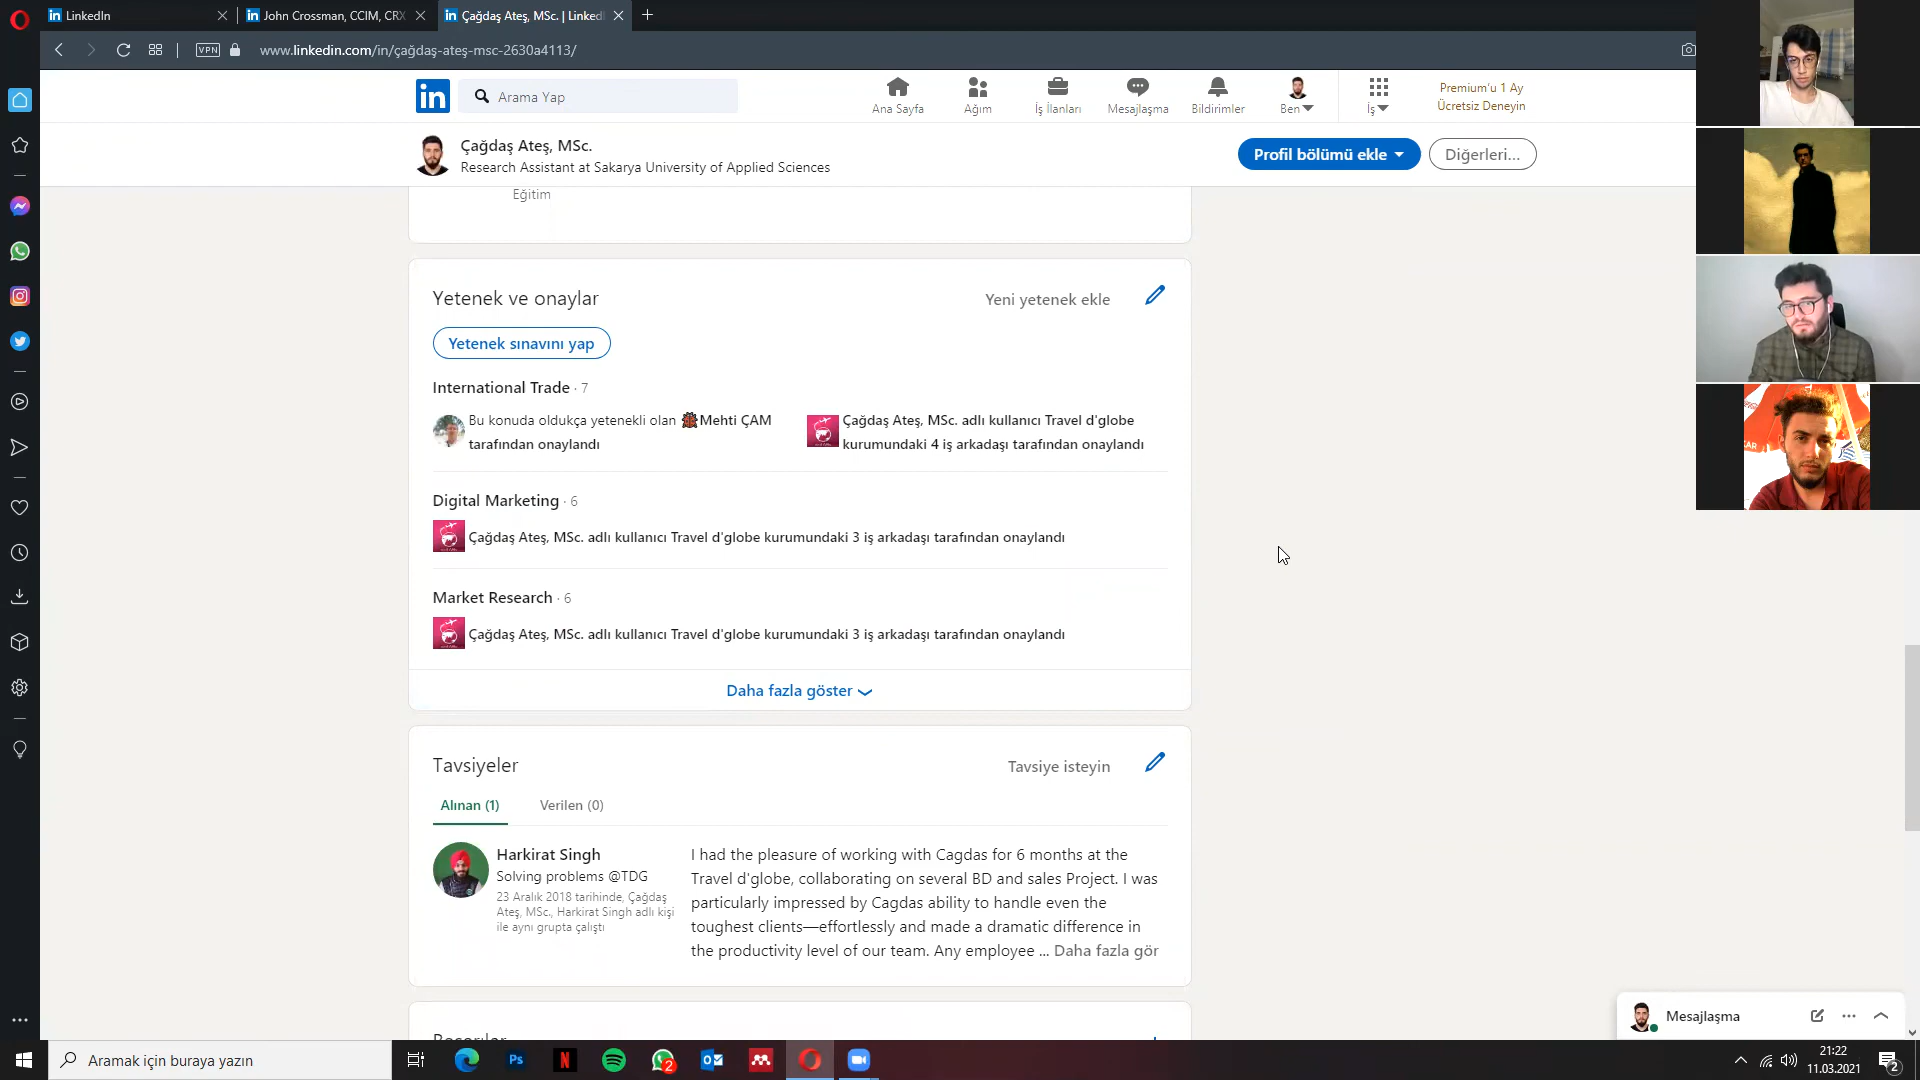 LinkedIn
John Crossman, CCIM, CRX
Çağdaş Ateş, MSc. | LinkedI
VPN
www.linkedin.com/in/çağdaş-ateş-msc-2630a4113/
in
Arama Yap
Ana Sayfa
Ağım
İş İlanları
Mesajlaşma
Bildirimler
Ben
İş
Premium'u 1 Ay
Ücretsiz Deneyin
Çağdaş Ateş, MSc.
Research Assistant at Sakarya University of Applied Sciences
Profil bölümü ekle
Diğerleri...
Eğitim
Yetenek ve onaylar
Yeni yetenek ekle
Yetenek sınavını yap
International Trade · 7
Bu konuda oldukça yetenekli olan 🐞Mehti ÇAM
tarafından onaylandı
Çağdaş Ateş, MSc. adlı kullanıcı Travel d'globe
kurumundaki 4 iş arkadaşı tarafından onaylandı
Digital Marketing · 6
Çağdaş Ateş, MSc. adlı kullanıcı Travel d'globe kurumundaki 3 iş arkadaşı tarafından onaylandı
Market Research · 6
Çağdaş Ateş, MSc. adlı kullanıcı Travel d'globe kurumundaki 3 iş arkadaşı tarafından onaylandı
Daha fazla göster
Tavsiyeler
Tavsiye isteyin
Alınan (1)
Verilen (0)
Harkirat Singh
Solving problems @TDG
23 Aralık 2018 tarihinde, Çağdaş
Ateş, MSc., Harkirat Singh adlı kişi
ile aynı grupta çalıştı
I had the pleasure of working with Cagdas for 6 months at the
Travel d'globe, collaborating on several BD and sales Project. I was
particularly impressed by Cagdas ability to handle even the
toughest clients—effortlessly and made a dramatic difference in
the productivity level of our team. Any employee ... Daha fazla gör
Mesajlaşma
Aramak için buraya yazın
Ps
N
2
21:22
11.03.2021
2